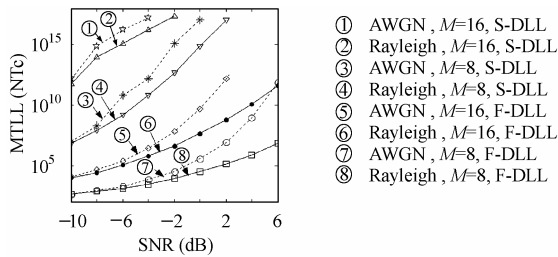 MTLL (NTc)
10^15
10^10
10^5
① ②
③ ④
⑤ ⑥
⑦ ⑧
-10 -6 -2 2 6
SNR (dB)
① AWGN , M=16, S-DLL
② Rayleigh , M=16, S-DLL
③ AWGN , M=8, S-DLL
④ Rayleigh , M=8, S-DLL
⑤ AWGN , M=16, F-DLL
⑥ Rayleigh , M=16, F-DLL
⑦ AWGN , M=8, F-DLL
⑧ Rayleigh , M=8, F-DLL